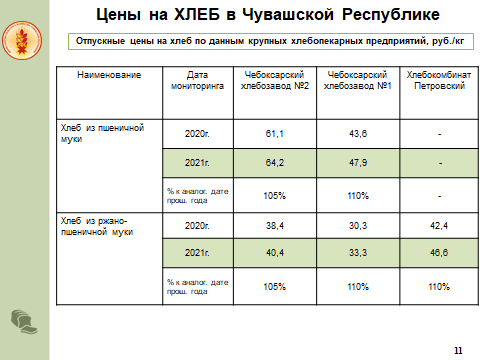 Цены на ХЛЕБ в Чувашской Республике
Отпускные цены на хлеб по данным крупных хлебопекарных предприятий, руб./кг
Наименование Дата мониторинга Чебоксарский хлебозавод №2 Чебоксарский хлебозавод №1 Хлебокомбинат Петровский
Хлеб из пшеничной муки 2020г. 61,1 43,6 -
2021г. 64,2 47,9 -
% к аналог. дате прош. года 105% 110% -
Хлеб из ржано-пшеничной муки 2020г. 38,4 30,3 42,4
2021г. 40,4 33,3 46,6
% к аналог. дате прош. года 105% 110% 110%
11